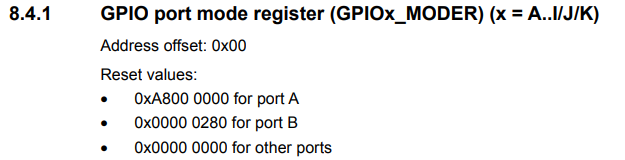 8.4.1 GPIO port mode register (GPIOx_MODER) (x = A..I/J/K)
Address offset: 0x00
Reset values:
• 0xA800 0000 for port A
• 0x0000 0280 for port B
• 0x0000 0000 for other ports